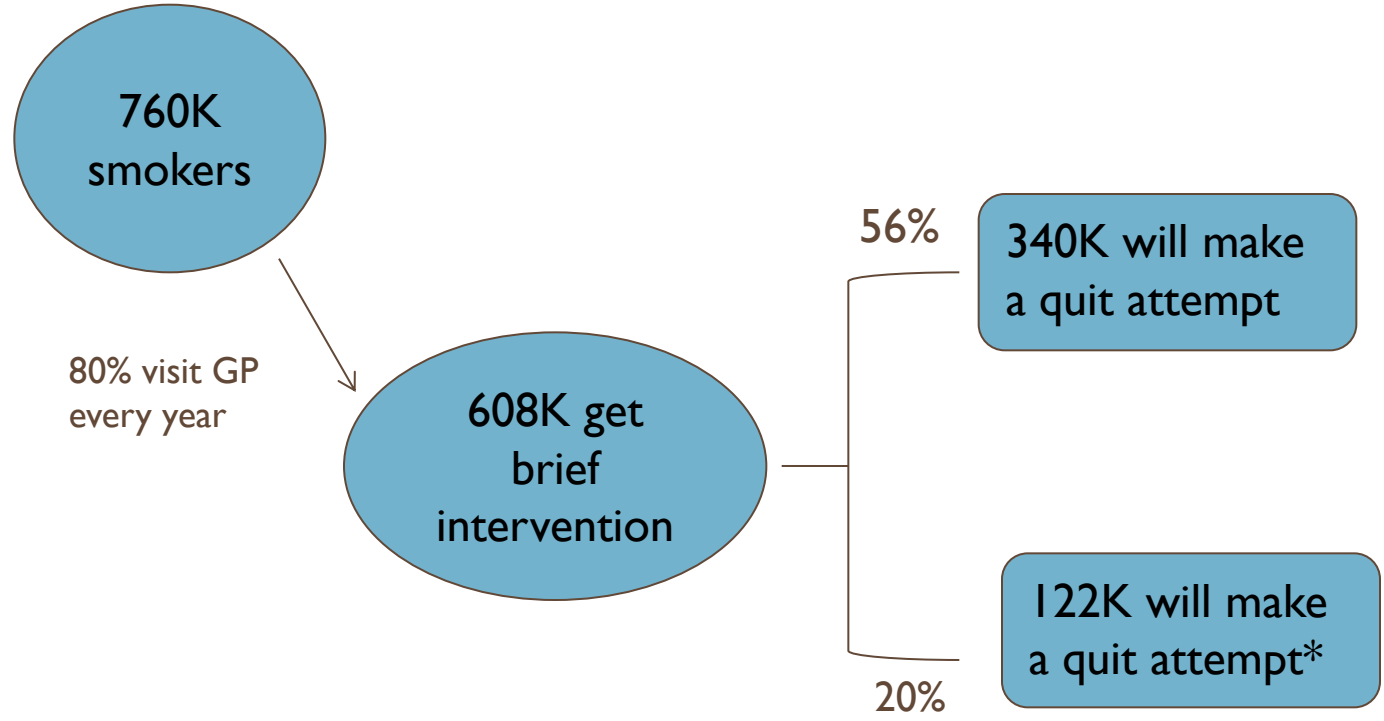 760K
smokers
80% visit GP
every year
608K get
brief
intervention
56%
340K will make
a quit attempt
122K will make
a quit attempt*
20%